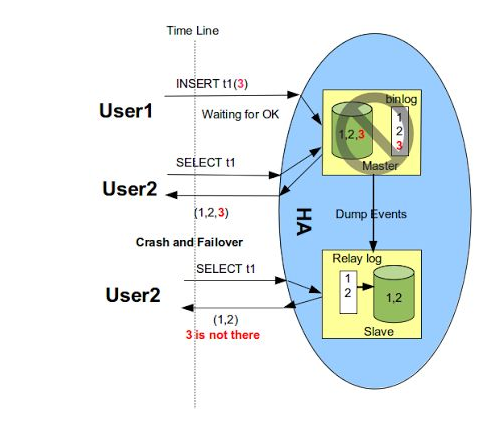 Time Line
INSERT t1(3)
User1
Waiting for OK
binlog
1
2
3
1,2,3
Master
SELECT t1
User2
(1,2,3)
HA
Dump Events
Crash and Failover
SELECT t1
User2
(1,2)
3 is not there
Relay log
1
2
1,2
Slave